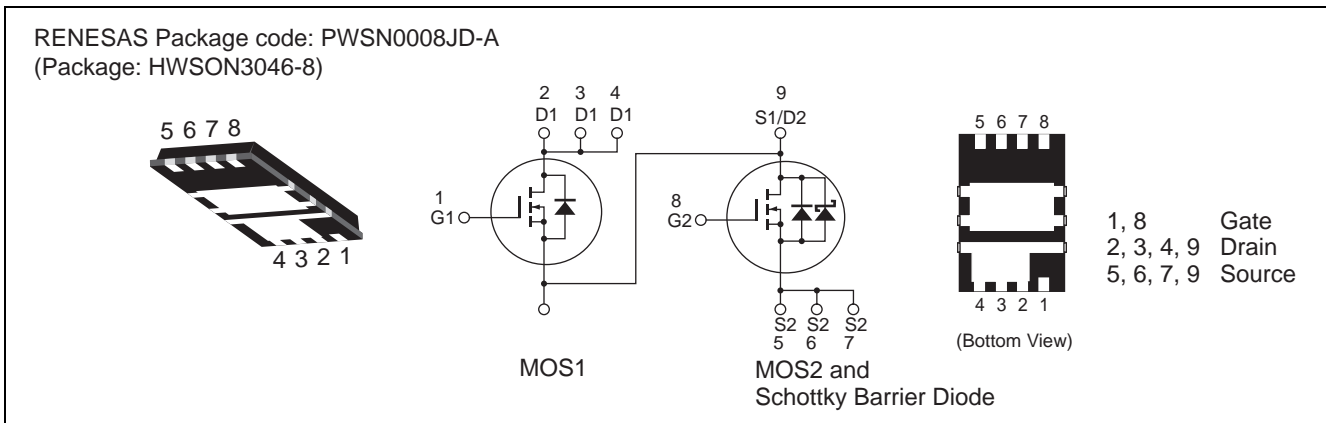 RENESAS Package code: PWSN0008JD-A
(Package: HWSON3046-8)
5 6 7 8
4 3 2 1
2 3 4
D1 D1 D1
1
G1
MOS1
9
S1/D2
8
G2
S2 S2 S2
5 6 7
MOS2 and
Schottky Barrier Diode
5 6 7 8
4 3 2 1
(Bottom View)
1, 8 Gate
2, 3, 4, 9 Drain
5, 6, 7, 9 Source